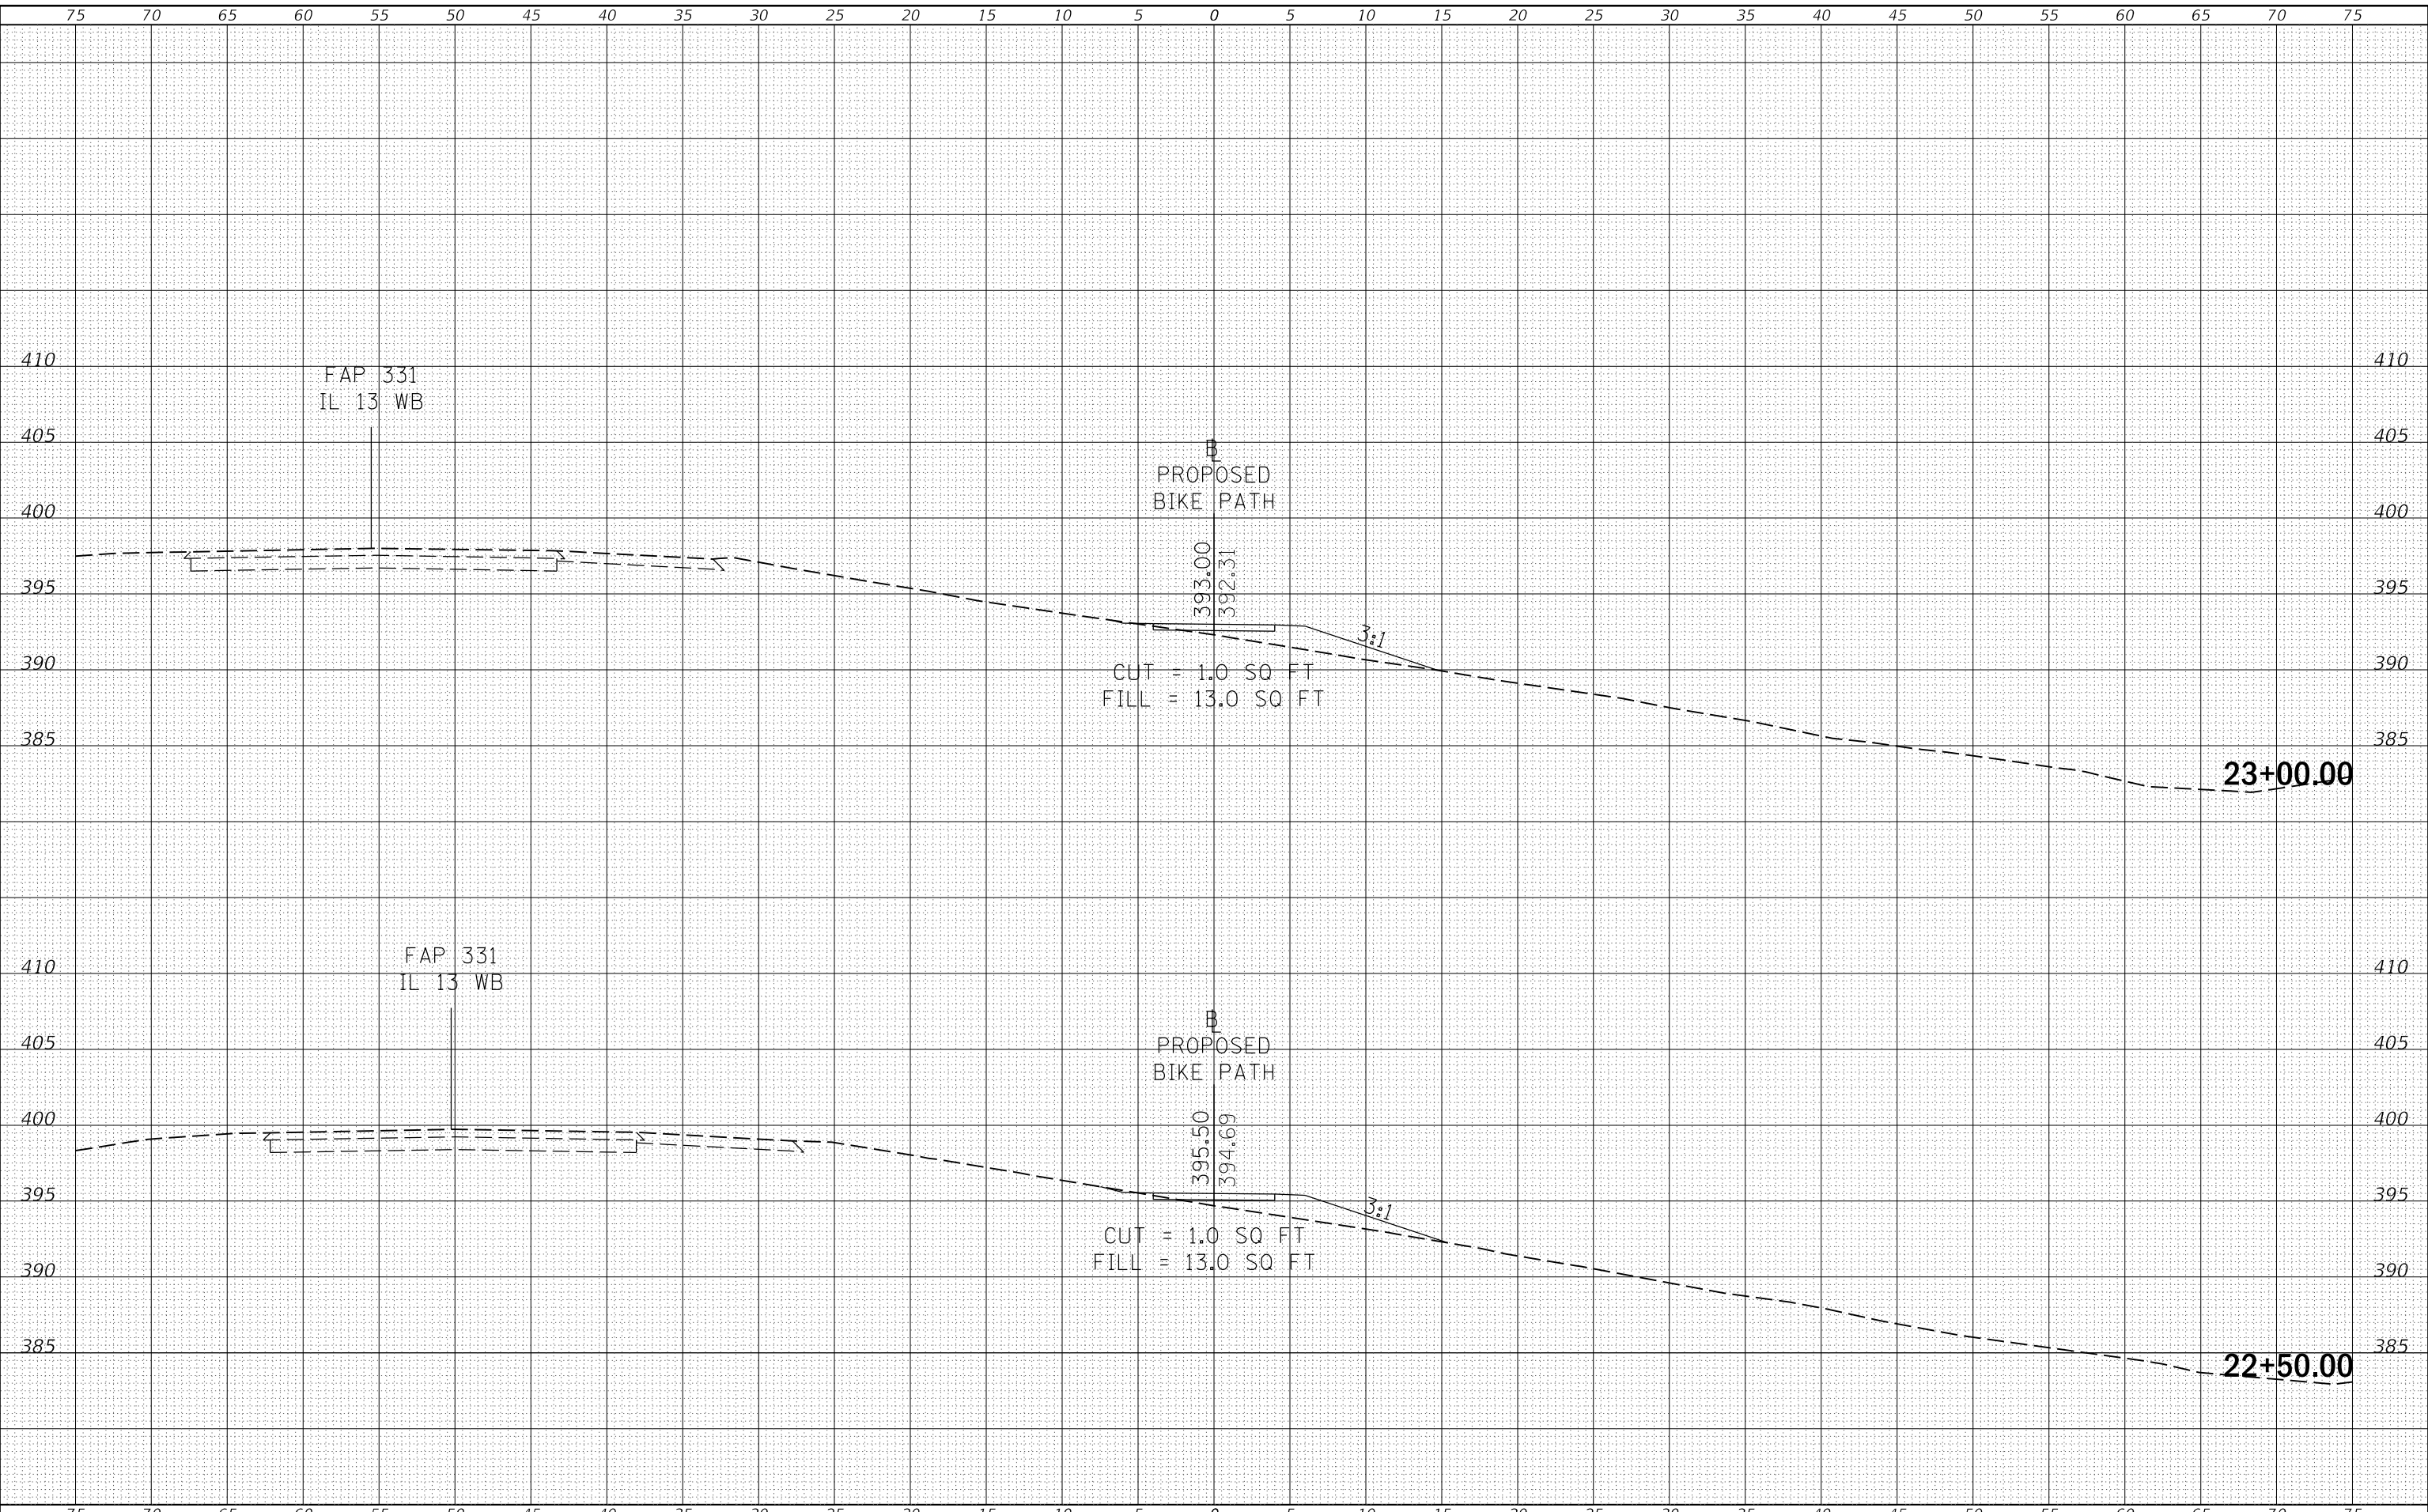 75 70 65 60 55 50 45 40 35 30 25 20 15 10 5 0 5 10 15 20 25 30 35 40 45 50 55 60 65 70 75
410 410
FAP 331
IL 13 WB
405 405
BL
PROPOSED
BIKE PATH
400 400
393.00
392.31
395 395
3:1
390 390
CUT = 1.0 SQ FT
FILL = 13.0 SQ FT
385 385
23+00.00
FAP 331
IL 13 WB
410 410
BL
405 405
PROPOSED
BIKE PATH
400 400
395.50
394.69
395 395
3:1
CUT = 1.0 SQ FT
FILL = 13.0 SQ FT
390 390
385 385
22+50.00
75 70 65 60 55 50 45 40 35 30 25 20 15 10 5 0 5 10 15 20 25 30 35 40 45 50 55 60 65 70 75